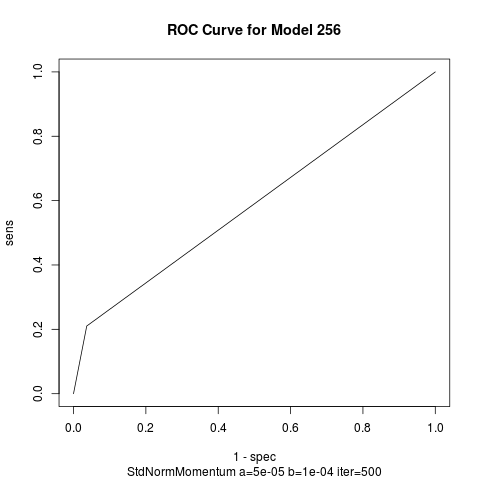 ROC Curve for Model 256
1.0
0.8
0.6
0.4
0.2
0.0
sens
0.0 0.2 0.4 0.6 0.8 1.0
1 - spec
StdNormMomentum a=5e-05 b=1e-04 iter=500